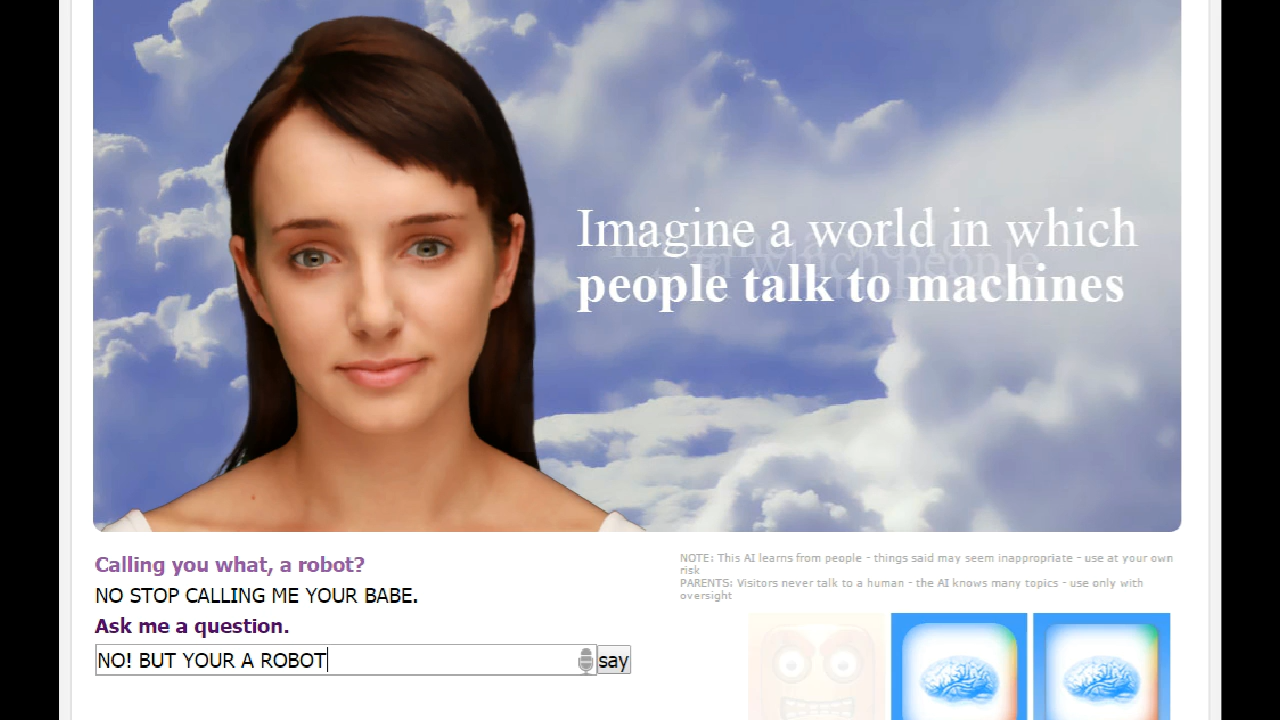 Imagine a world in which
people talk to machines
Calling you what, a robot?
NO STOP CALLING ME YOUR BABE.
Ask me a question.
NO! BUT YOUR A ROBOT
say
NOTE: This AI learns from people - things said may seem inappropriate - use at your own
risk
PARENTS: Visitors never talk to a human - the AI knows many topics - use only with
oversight